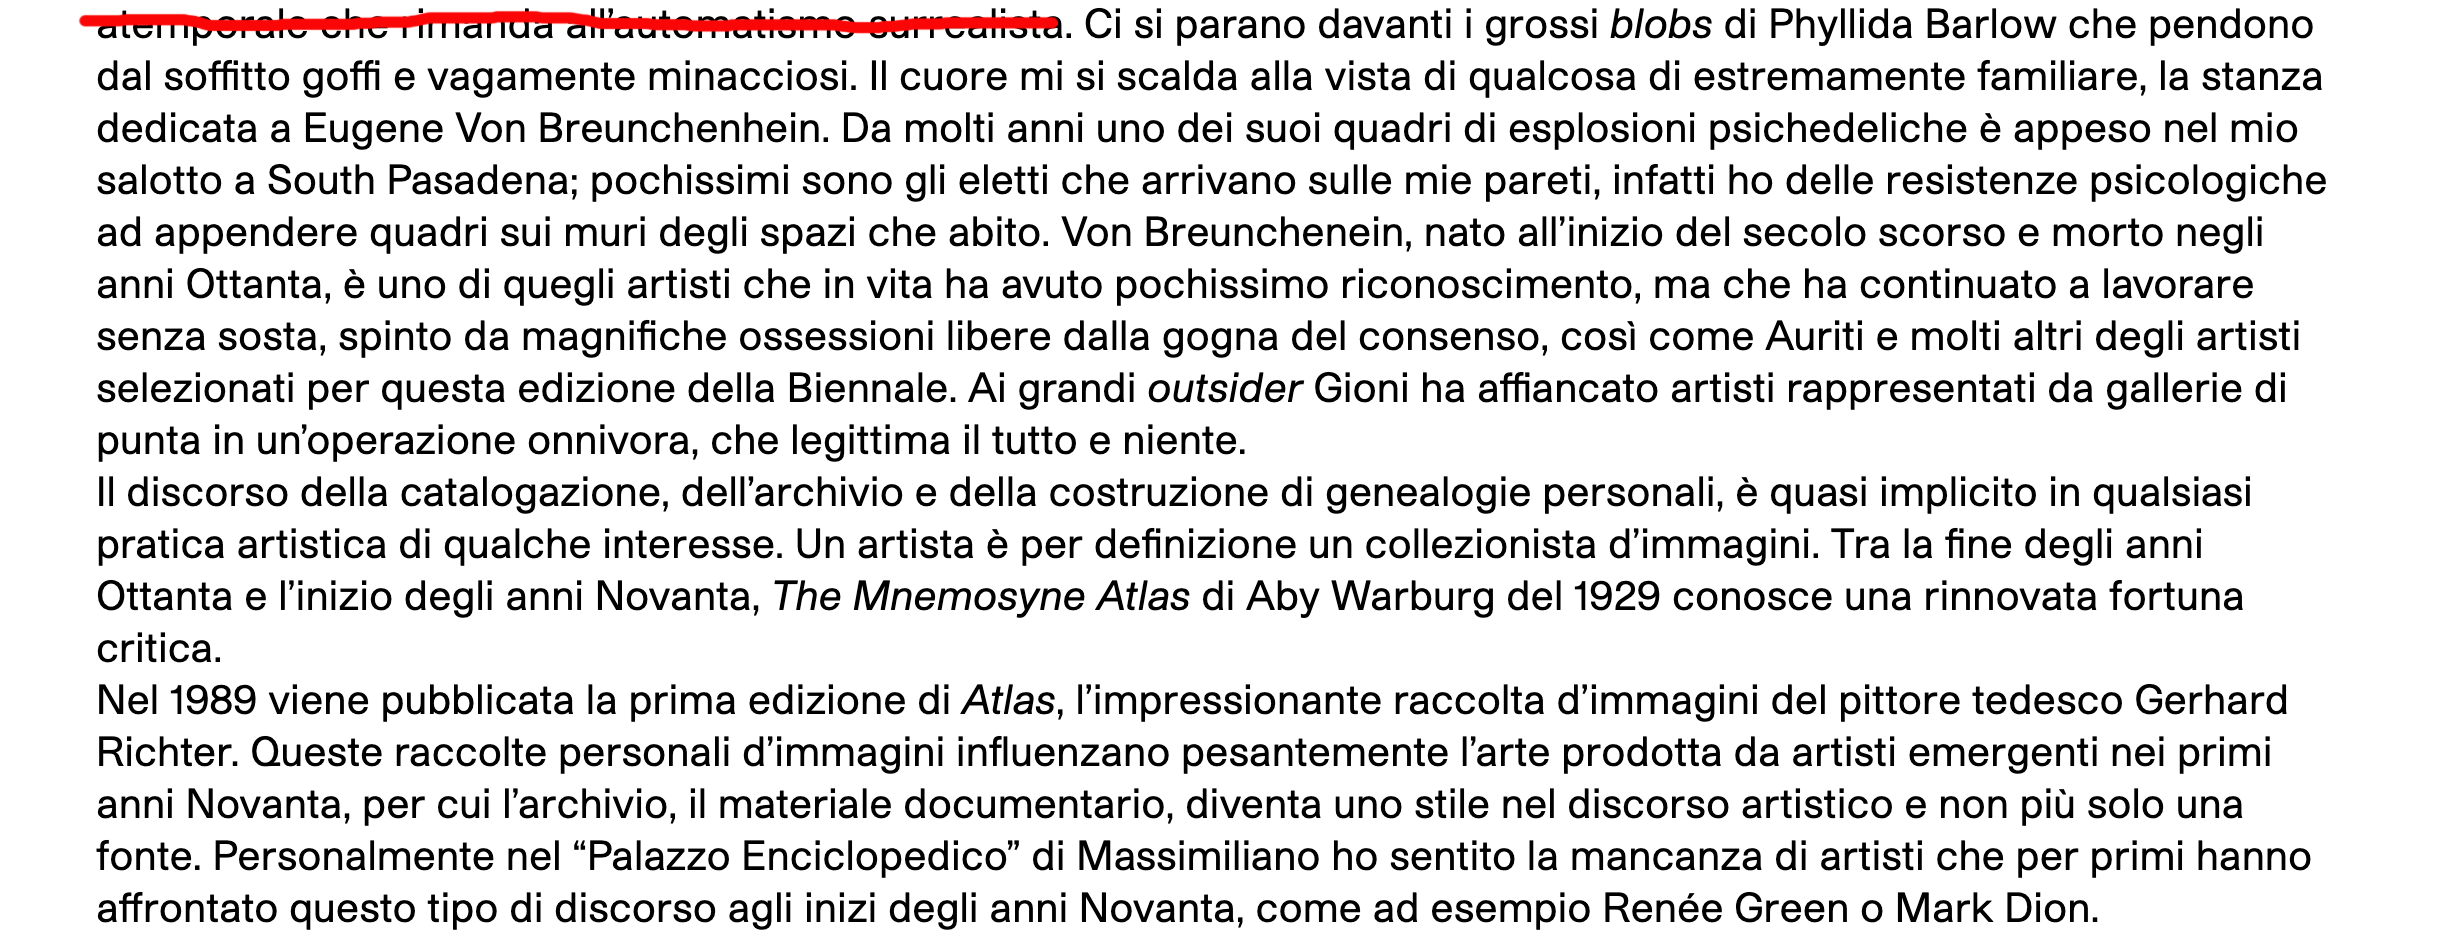 atemporale che rimanda all’automatismo surrealista. Ci si parano davanti i grossi blobs di Phyllida Barlow che pendono
dal soffitto goffi e vagamente minacciosi. Il cuore mi si scalda alla vista di qualcosa di estremamente familiare, la stanza
dedicata a Eugene Von Breunchenhein. Da molti anni uno dei suoi quadri di esplosioni psichedeliche è appeso nel mio
salotto a South Pasadena; pochissimi sono gli eletti che arrivano sulle mie pareti, infatti ho delle resistenze psicologiche
ad appendere quadri sui muri degli spazi che abito. Von Breunchenein, nato all’inizio del secolo scorso e morto negli
anni Ottanta, è uno di quegli artisti che in vita ha avuto pochissimo riconoscimento, ma che ha continuato a lavorare
senza sosta, spinto da magnifiche ossessioni libere dalla gogna del consenso, così come Auriti e molti altri degli artisti
selezionati per questa edizione della Biennale. Ai grandi outsider Gioni ha affiancato artisti rappresentati da gallerie di
punta in un’operazione onnivora, che legittima il tutto e niente.
Il discorso della catalogazione, dell’archivio e della costruzione di genealogie personali, è quasi implicito in qualsiasi
pratica artistica di qualche interesse. Un artista è per definizione un collezionista d’immagini. Tra la fine degli anni
Ottanta e l’inizio degli anni Novanta, The Mnemosyne Atlas di Aby Warburg del 1929 conosce una rinnovata fortuna
critica.
Nel 1989 viene pubblicata la prima edizione di Atlas, l’impressionante raccolta d’immagini del pittore tedesco Gerhard
Richter. Queste raccolte personali d’immagini influenzano pesantemente l’arte prodotta da artisti emergenti nei primi
anni Novanta, per cui l’archivio, il materiale documentario, diventa uno stile nel discorso artistico e non più solo una
fonte. Personalmente nel “Palazzo Enciclopedico” di Massimiliano ho sentito la mancanza di artisti che per primi hanno
affrontato questo tipo di discorso agli inizi degli anni Novanta, come ad esempio Renée Green o Mark Dion.